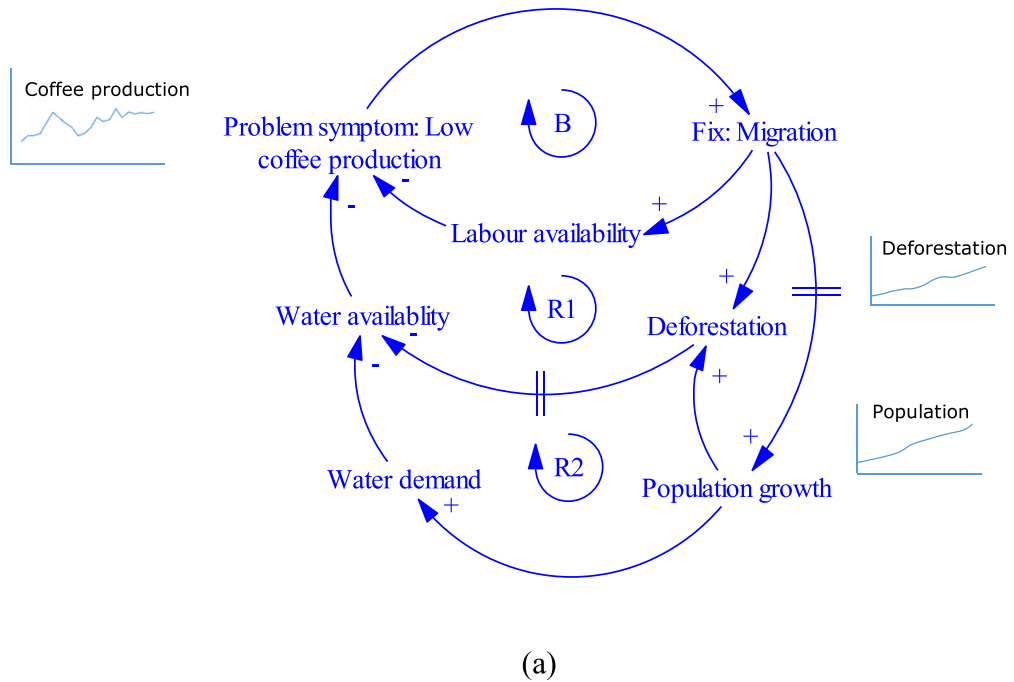 Coffee production
Problem symptom: Low
coffee production
B
+
Fix: Migration
-
-
+
Labour availability
Deforestation
+
R1
Water availablity
-
Deforestation
-
+
Population
+
R2
Water demand
+
Population growth
(a)